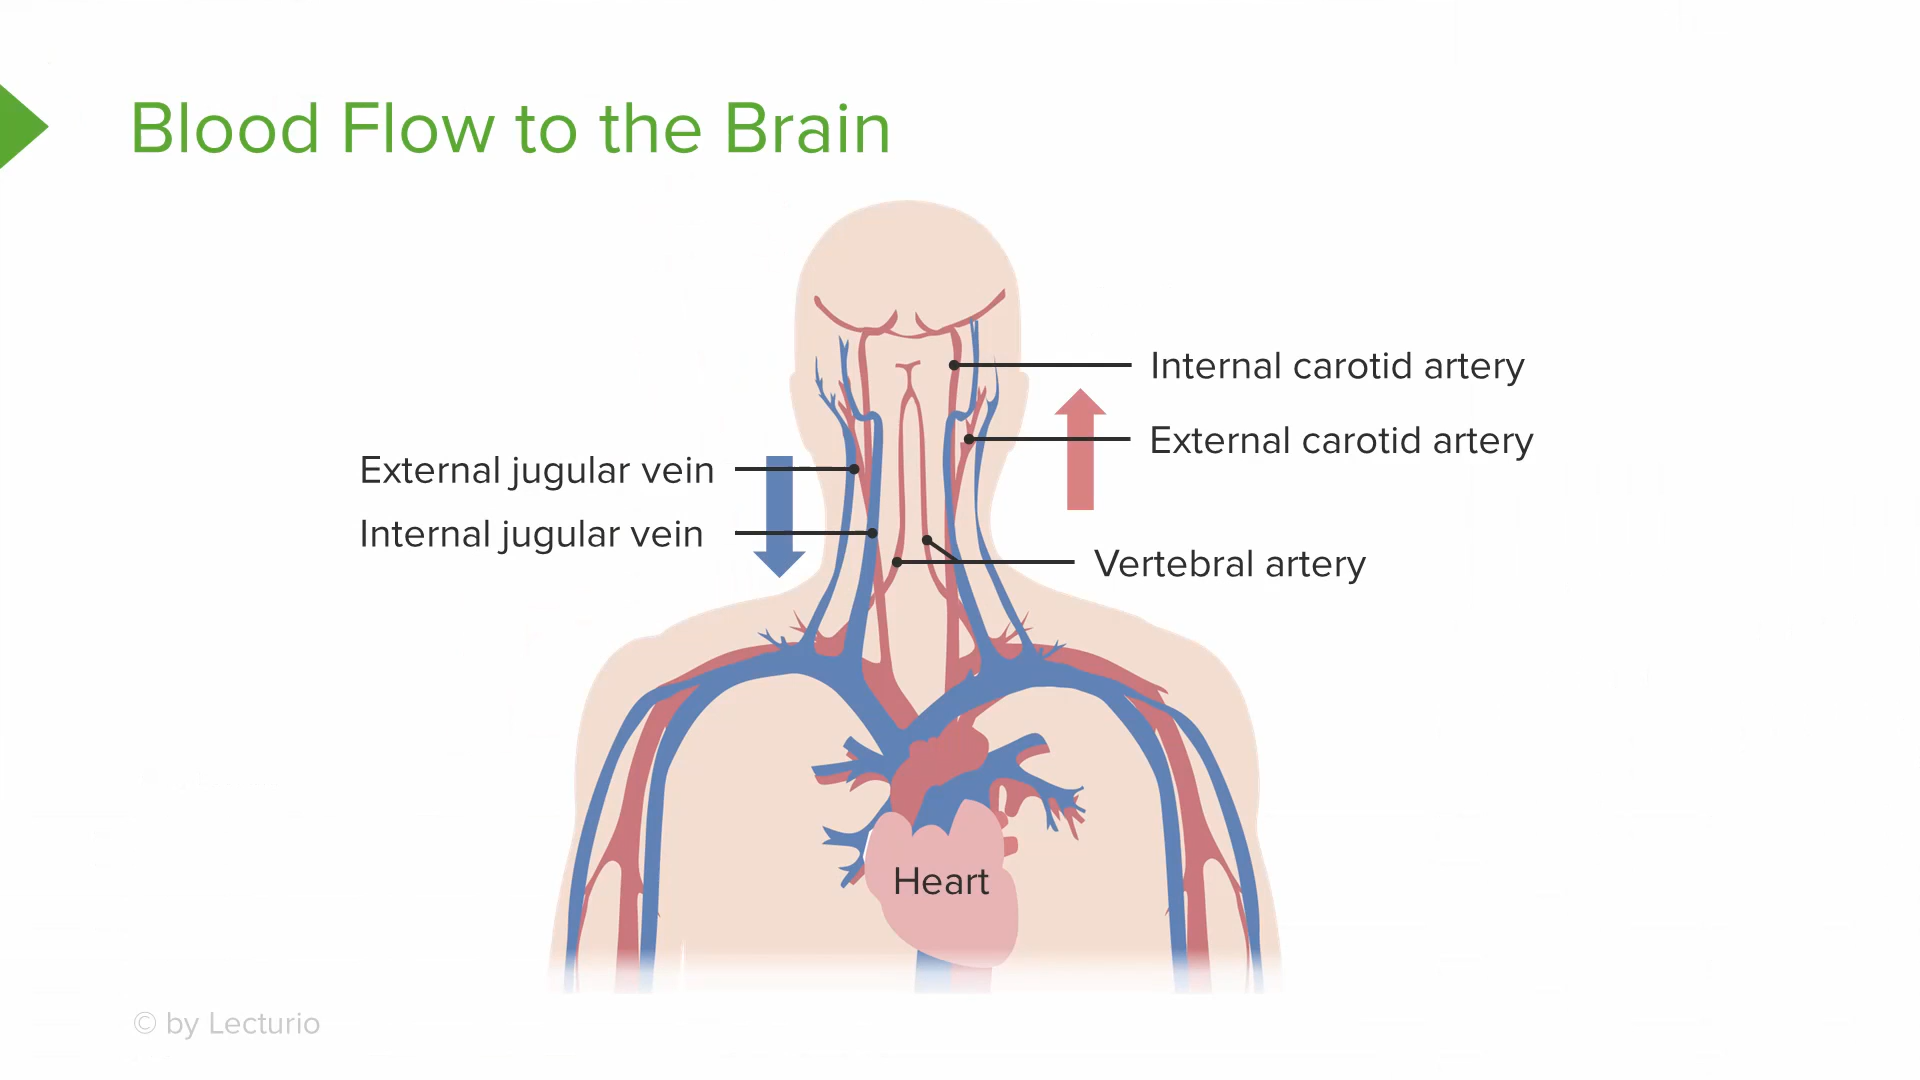 Blood Flow to the Brain
Internal carotid artery
External carotid artery
External jugular vein
Internal jugular vein
Vertebral artery
Heart
© by Lecturio